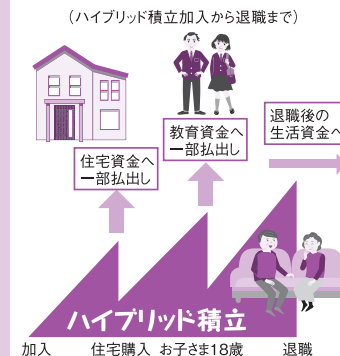 （ハイブリッド積立加入から退職まで）
教育資金へ
一部払出し
退職後の
生活資金へ
住宅資金へ
一部払出し
ハイブリッド積立
加入 住宅購入 お子さま18歳 退職